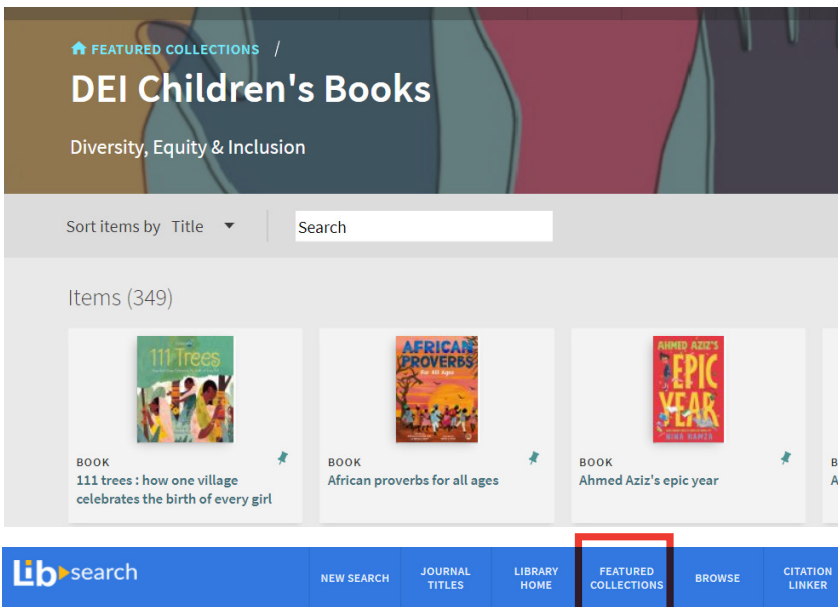 FEATURED COLLECTIONS /
DEI Children's Books
Diversity, Equity & Inclusion
Sort items by Title
Search
Items (349)
111 Trees
AFRICAN
PROVERBS
For All Ages
AHMED AZIZ'S
EPIC
YEAR
NINA HAMZA
BOOK
111 trees : how one village
celebrates the birth of every girl
BOOK
African proverbs for all ages
BOOK
Ahmed Aziz's epic year
B
A
Lib search
NEW SEARCH
JOURNAL
TITLES
LIBRARY
HOME
FEATURED
COLLECTIONS
BROWSE
CITATION
LINKER